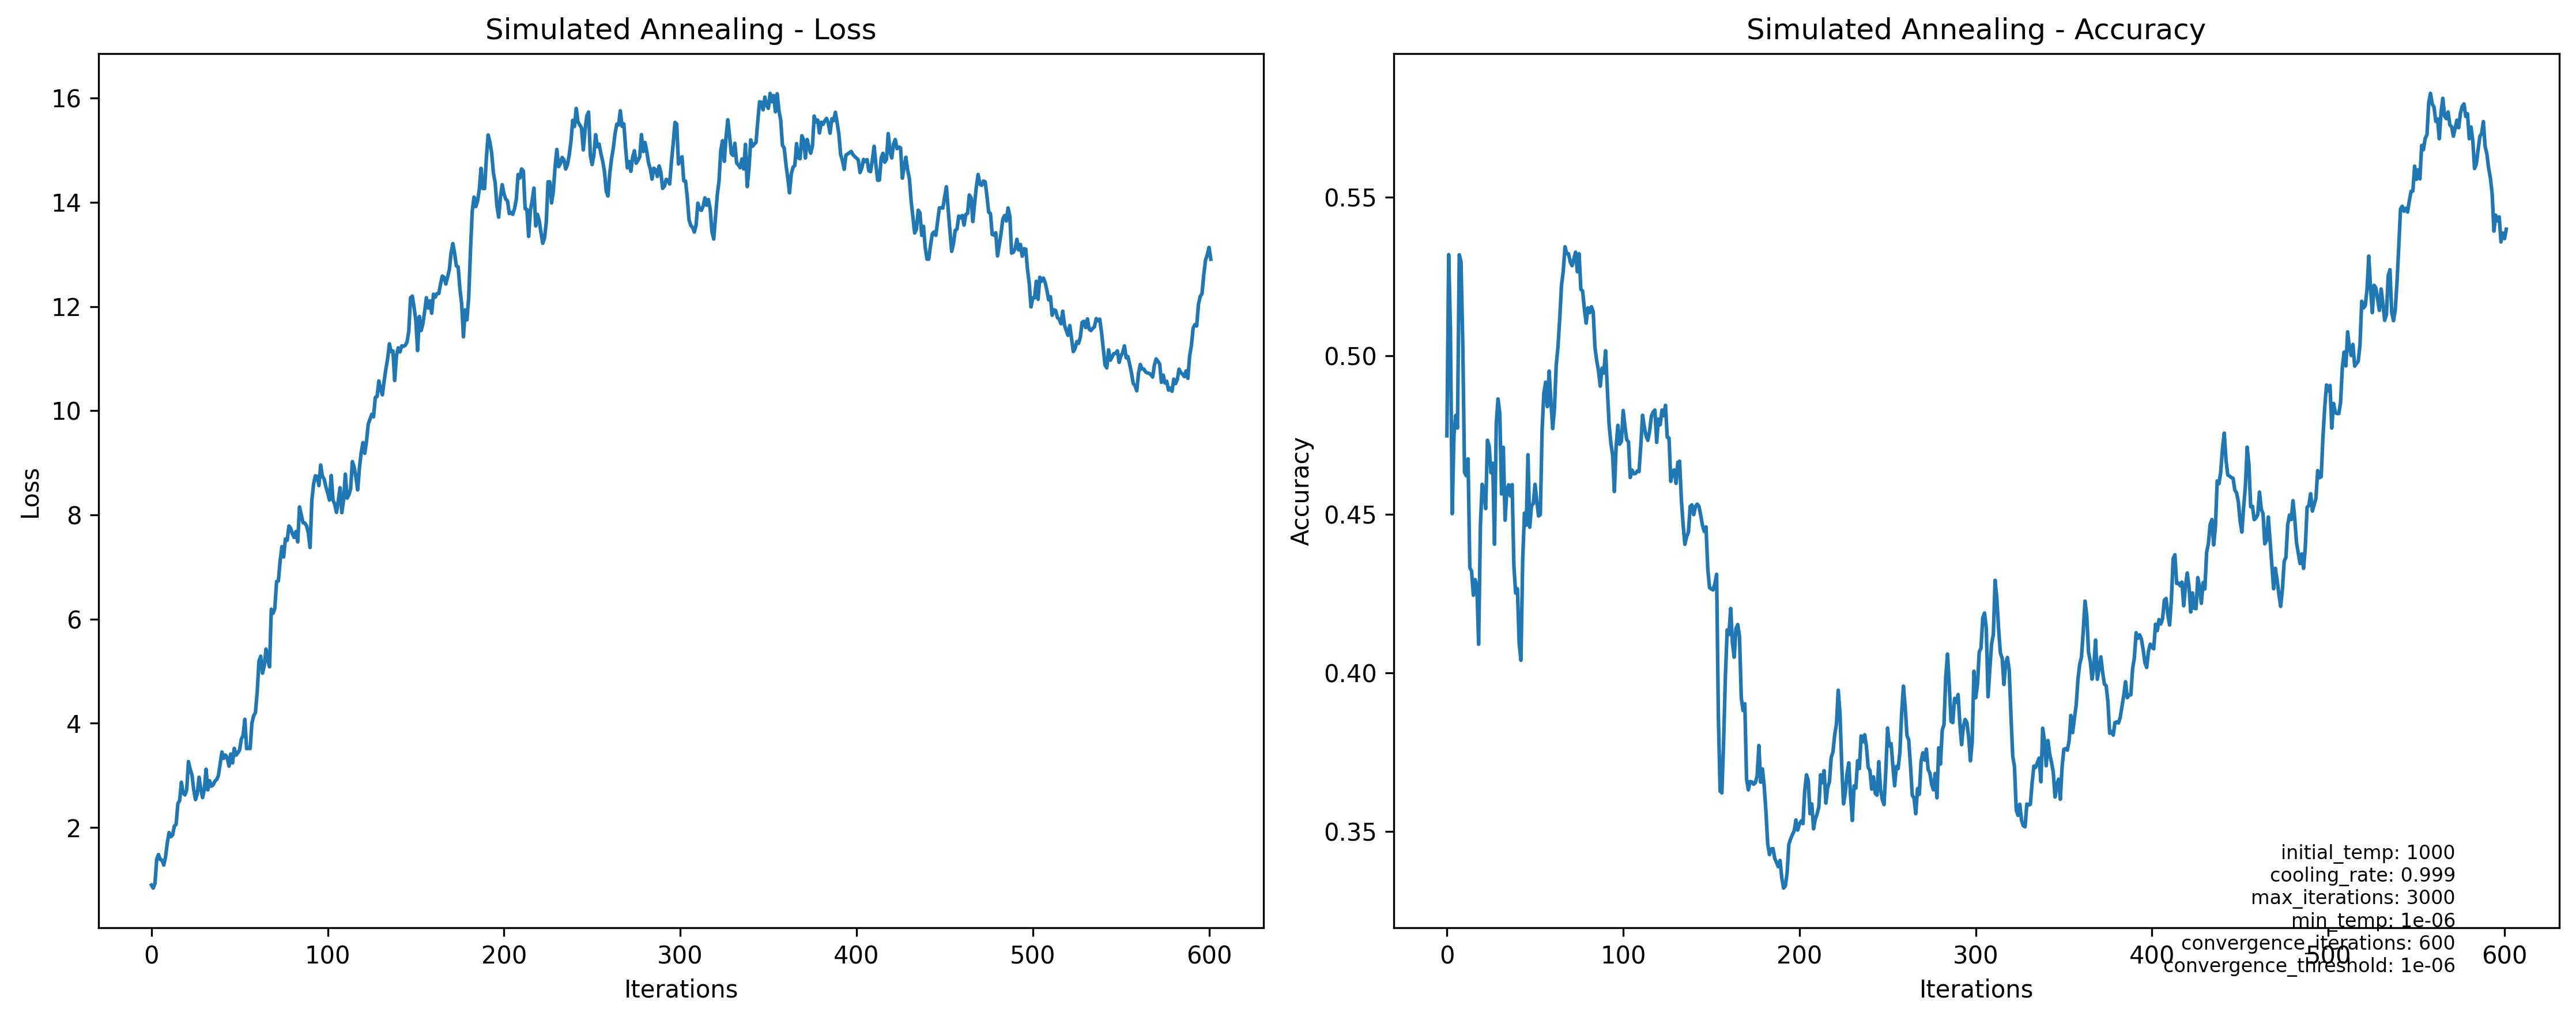 Simulated Annealing - Loss
16
14
12
10
8
6
4
2
Loss
0 100 200 300 400 500 600
Iterations
Simulated Annealing - Accuracy
0.55
0.50
0.45
0.40
0.35
Accuracy
initial_temp: 1000
cooling_rate: 0.999
max_iterations: 3000
min_temp: 1e-06
convergence_iterations: 600
convergence_threshold: 1e-06
0 100 200 300 400 500 600
Iterations